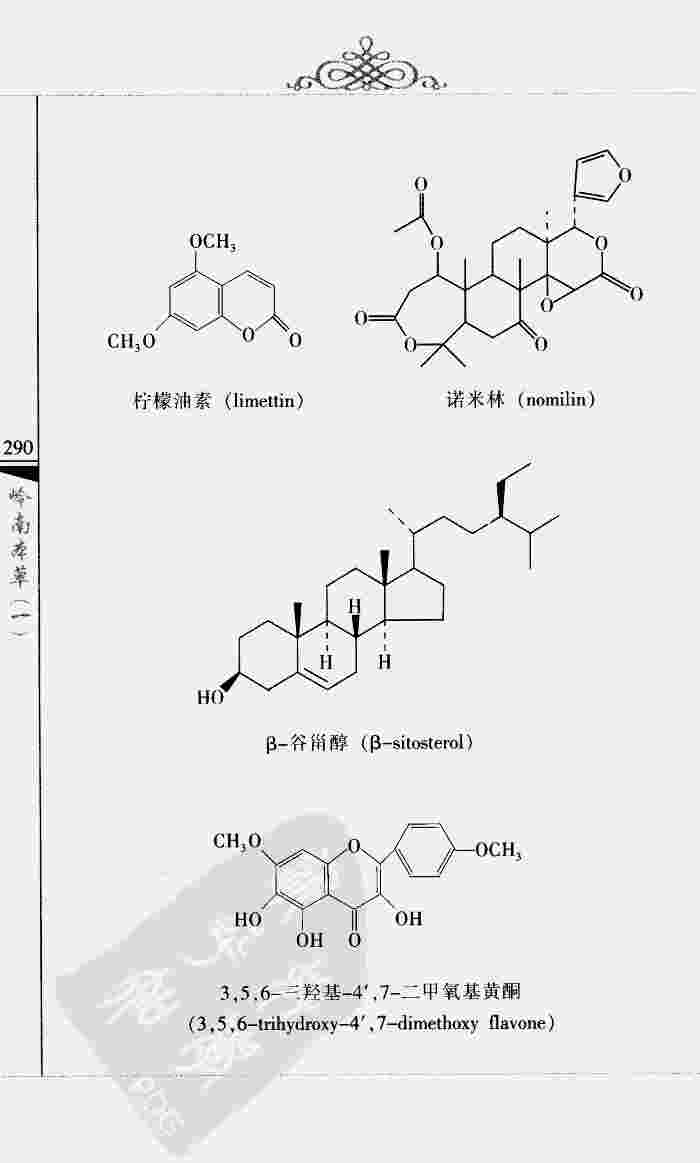 OCH₃
CH₃O
O
O
柠檬油素 (limettin)
O
O
O
O
O
O
O
O
O
诺米林 (nomilin)
290
岭南本草(一)
H
H
H
HO
β-谷甾醇 (β-sitosterol)
CH₃O
O
OCH₃
HO
OH
O
OH
3,5,6-三羟基-4′,7-二甲氧基黄酮
(3,5,6-trihydroxy-4′,7-dimethoxy flavone)
PDG